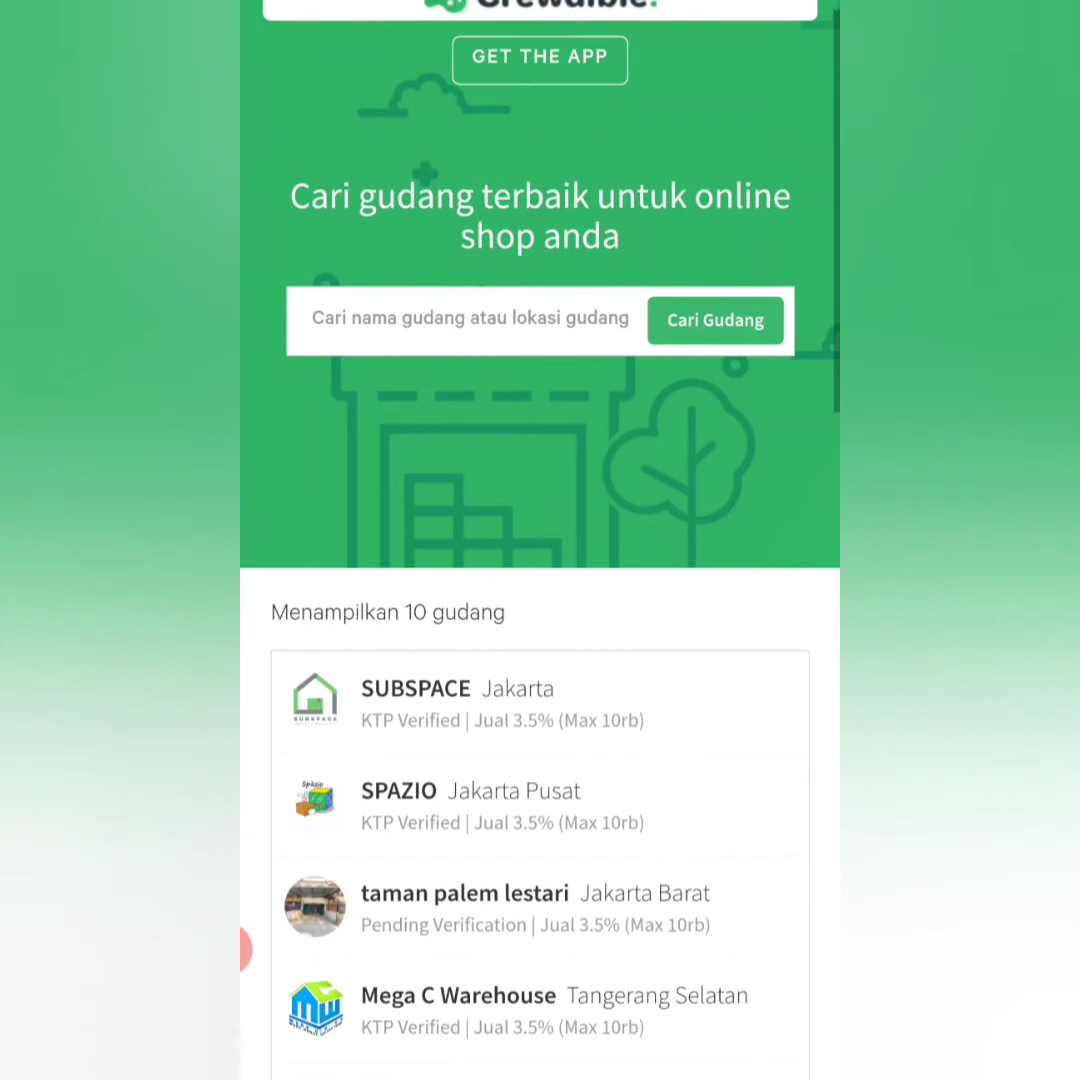 Crewdible.
GET THE APP
Cari gudang terbaik untuk online
shop anda
Cari nama gudang atau lokasi gudang
Cari Gudang
Menampilkan 10 gudang
SUBSPACE Jakarta
KTP Verified | Jual 3.5% (Max 10rb)
SUBSPACE
SPAZIO Jakarta Pusat
Spazio
KTP Verified | Jual 3.5% (Max 10rb)
taman palem lestari Jakarta Barat
Pending Verification | Jual 3.5% (Max 10rb)
Mega C Warehouse Tangerang Selatan
KTP Verified | Jual 3.5% (Max 10rb)